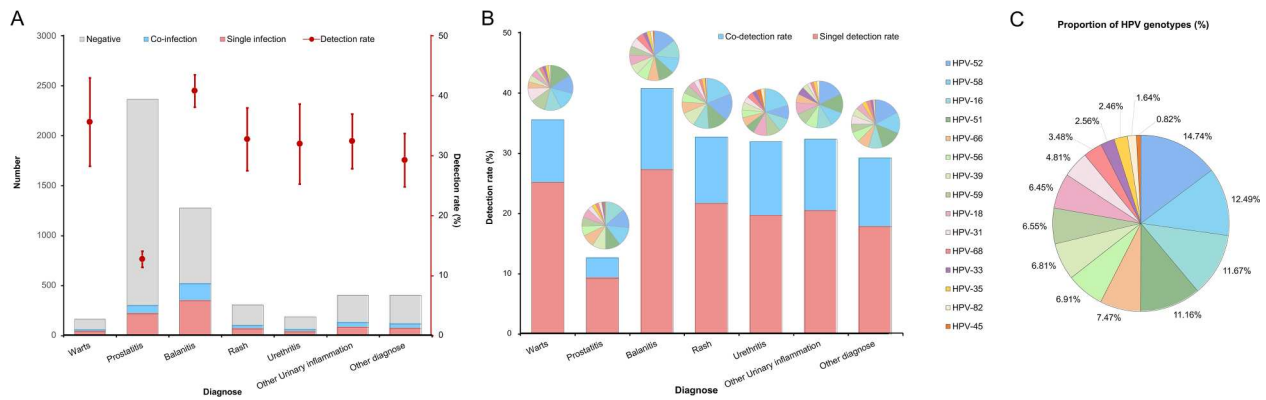 A
Negative
Co-infection
Single infection
Detection rate
3000
2500
2000
1500
1000
500
0
Number
50
40
30
20
10
0
Detection rate (%)
Warts
Prostatitis
Balanitis
Rash
Urethritis
Other Urinary inflammation
Other diagnose
Diagnose
B
Co-detection rate
Singel detection rate
50
40
30
20
10
0
Detection rate (%)
Warts
Prostatitis
Balanitis
Rash
Urethritis
Other Urinary inflammation
Other diagnose
Diagnose
C
Proportion of HPV genotypes (%)
HPV-52
HPV-58
HPV-16
HPV-51
HPV-66
HPV-56
HPV-39
HPV-59
HPV-18
HPV-31
HPV-68
HPV-33
HPV-35
HPV-82
HPV-45
14.74%
12.49%
11.67%
11.16%
7.47%
6.91%
6.81%
6.55%
6.45%
4.81%
3.48%
2.56%
2.46%
1.64%
0.82%